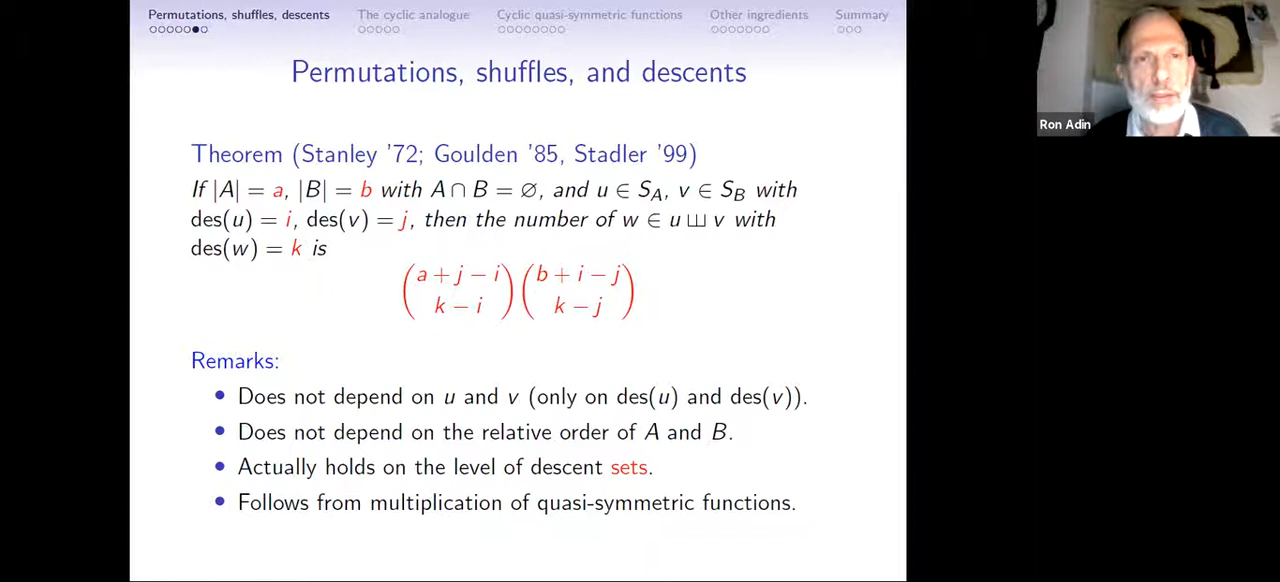 Permutations, shuffles, descents The cyclic analogue Cyclic quasi-symmetric functions Other ingredients Summary
Permutations, shuffles, and descents
Ron Adin
Theorem (Stanley '72; Goulden '85, Stadler '99)
If |A| = a, |B| = b with A ∩ B = ∅, and u ∈ S_A, v ∈ S_B with
des(u) = i, des(v) = j, then the number of w ∈ u ⧢ v with
des(w) = k is
(a + j − i choose k − i)(b + i − j choose k − j)
Remarks:
• Does not depend on u and v (only on des(u) and des(v)).
• Does not depend on the relative order of A and B.
• Actually holds on the level of descent sets.
• Follows from multiplication of quasi-symmetric functions.